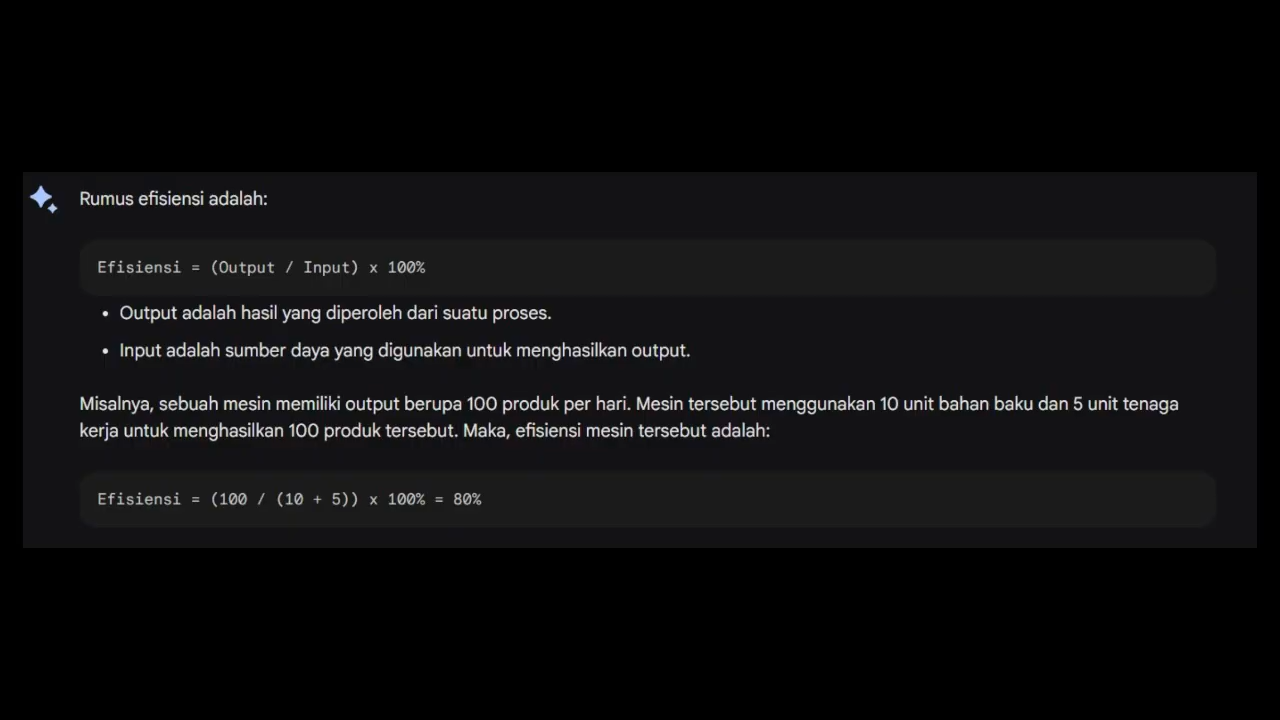 Rumus efisiensi adalah:
Efisiensi = (Output / Input) x 100%
• Output adalah hasil yang diperoleh dari suatu proses.
• Input adalah sumber daya yang digunakan untuk menghasilkan output.
Misalnya, sebuah mesin memiliki output berupa 100 produk per hari. Mesin tersebut menggunakan 10 unit bahan baku dan 5 unit tenaga
kerja untuk menghasilkan 100 produk tersebut. Maka, efisiensi mesin tersebut adalah:
Efisiensi = (100 / (10 + 5)) x 100% = 80%